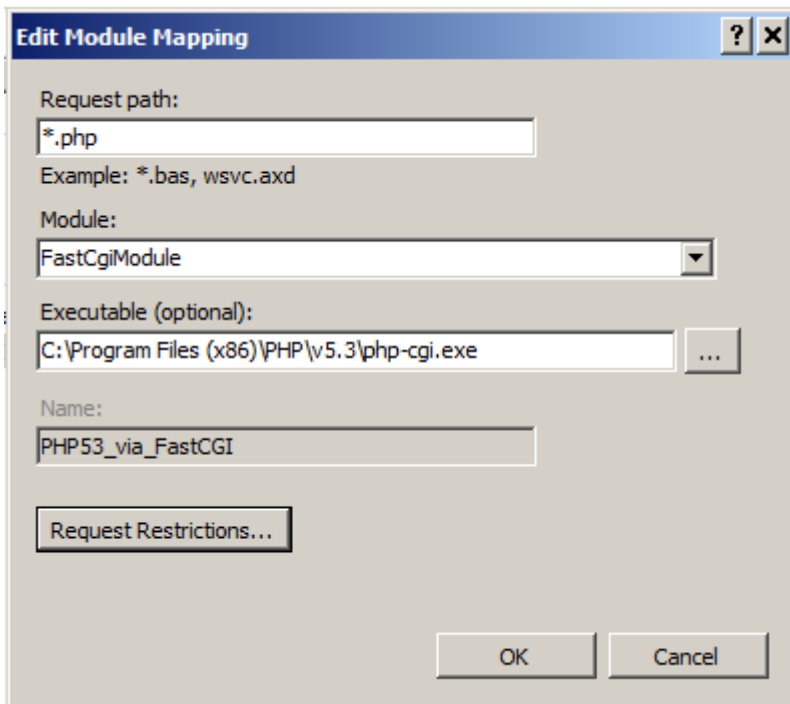 Edit Module Mapping
Request path:
*.php
Example: *.bas, wsvc.axd
Module:
FastCgiModule
Executable (optional):
C:\Program Files (x86)\PHP\v5.3\php-cgi.exe
...
Name:
PHP53_via_FastCGI
Request Restrictions...
OK Cancel